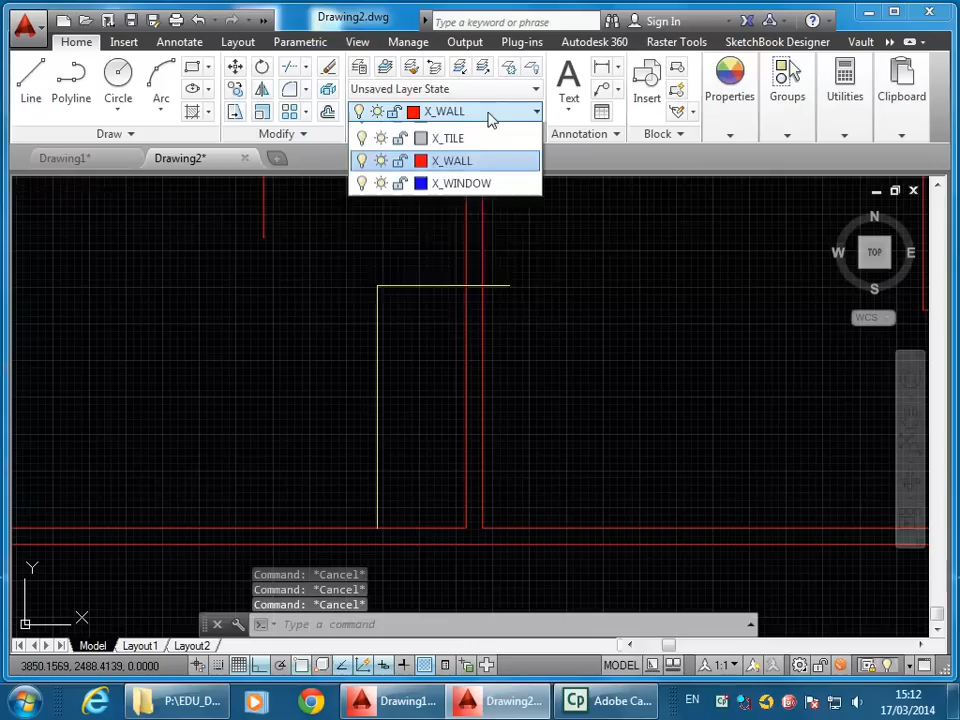 Drawing2.dwg
Type a keyword or phrase
Sign In
Home
Insert
Annotate
Layout
Parametric
View
Manage
Output
Plug-ins
Autodesk 360
Raster Tools
SketchBook Designer
Vault
Line
Polyline
Circle
Arc
Unsaved Layer State
X_WALL
Text
Insert
Properties
Groups
Utilities
Clipboard
Draw
Modify
Annotation
Block
X_TILE
X_WALL
X_WINDOW
Drawing1*
Drawing2*
N
W
TOP
E
S
WCS
Y
X
Command: *Cancel*
Command: *Cancel*
Command: *Cancel*
Type a command
Model
Layout1
Layout2
3850.1569, 2488.4139, 0.0000
MODEL
1:1
P:\EDU_D...
Drawing1...
Drawing2...
Adobe Ca...
EN
15:12
17/03/2014